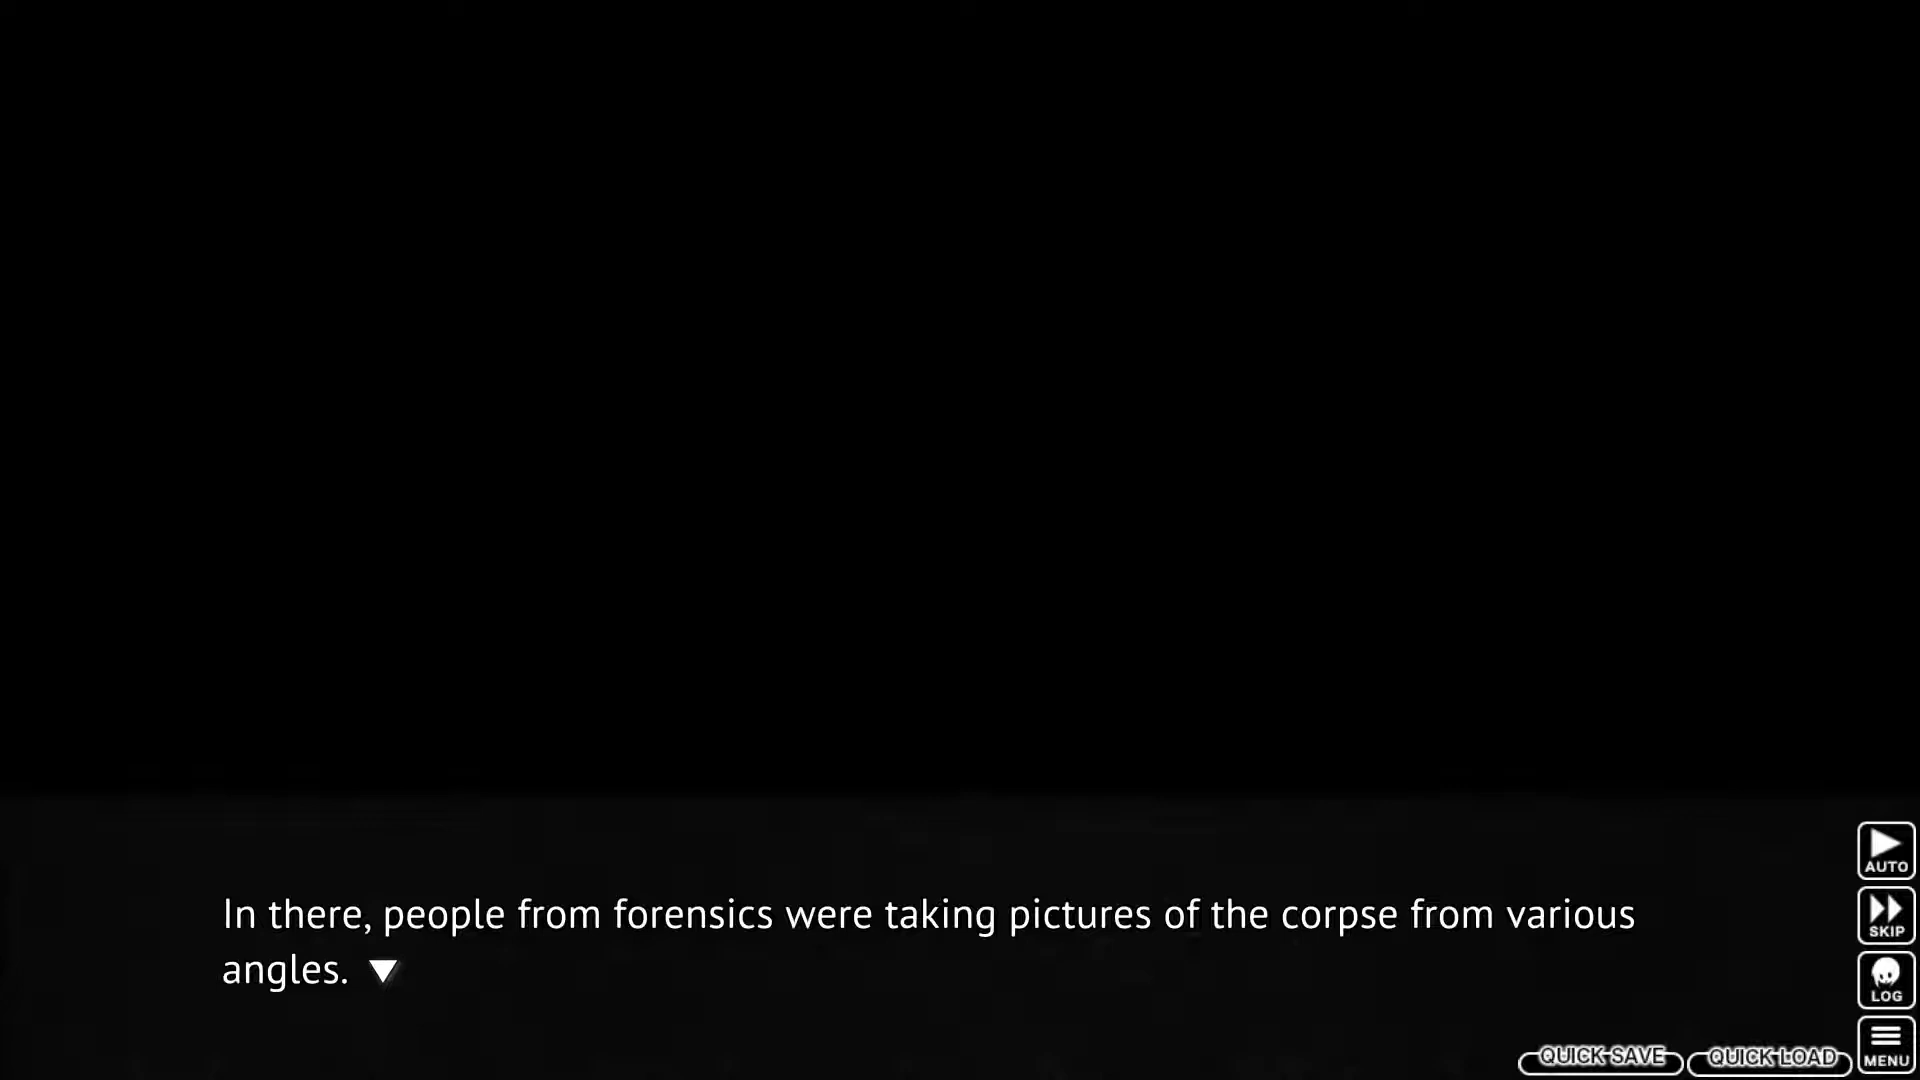 In there, people from forensics were taking pictures of the corpse from various
angles.
AUTO
SKIP
LOG
MENU
QUICK SAVE
QUICK LOAD